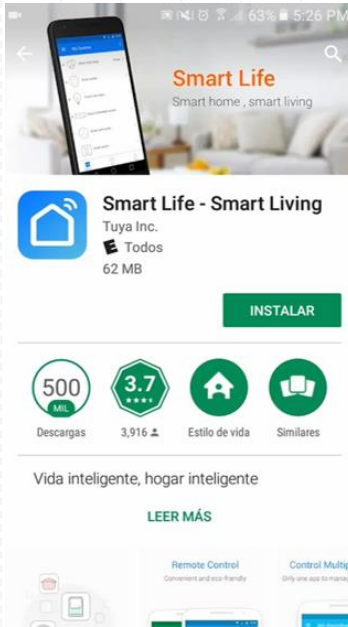 63% 5:26 PM
Smart Life
Smart home , smart living
Smart Life - Smart Living
Tuya Inc.
E Todos
62 MB
INSTALAR
500
MIL
3.7
Descargas
3,916
Estilo de vida
Similares
Vida inteligente, hogar inteligente
LEER MÁS
Remote Control
Convenient and eco-friendly
Control Multip
Only one app to manag